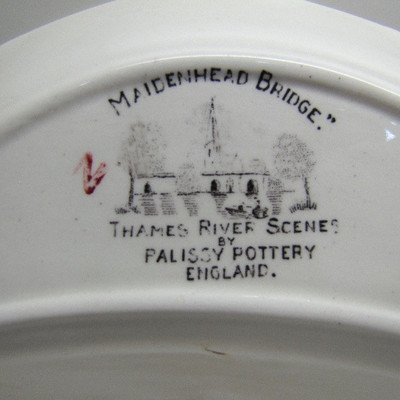 MAIDENHEAD BRIDGE."
THAMES RIVER SCENES
BY
PALISSY POTTERY
ENGLAND.